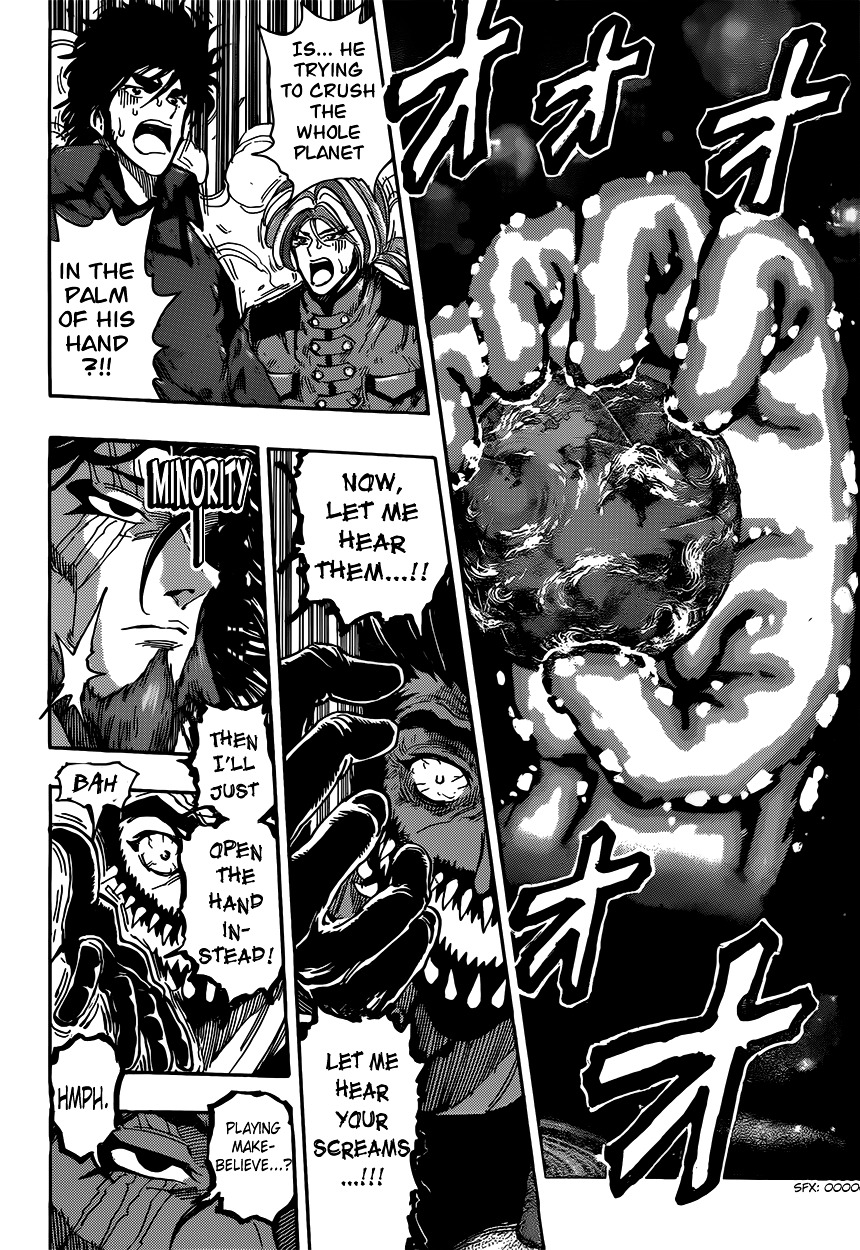 オ
オ
オ
オ
オ
SFX: OOOO
IS... HE
TRYING
TO CRUSH
THE
WHOLE
PLANET
IN THE
PALM
OF HIS
HAND
?!!
NOW,
LET ME
HEAR
THEM...!!
LET ME
HEAR
YOUR
SCREAMS
...!!!
MINORITY
THEN
I'LL
JUST
OPEN
THE
HAND
IN-
STEAD!
BAH
HMPH.
PLAYING
MAKE-
BELIEVE...?